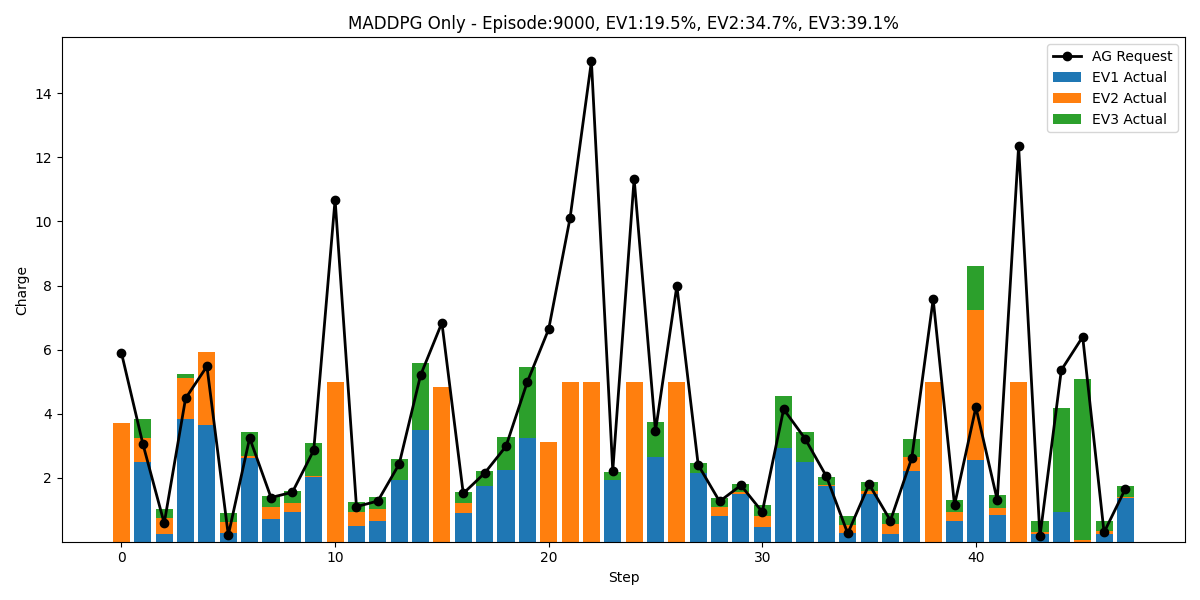 MADDPG Only - Episode:9000, EV1:19.5%, EV2:34.7%, EV3:39.1%
AG Request
EV1 Actual
EV2 Actual
EV3 Actual
Charge
14
12
10
8
6
4
2
0
10
20
30
40
Step